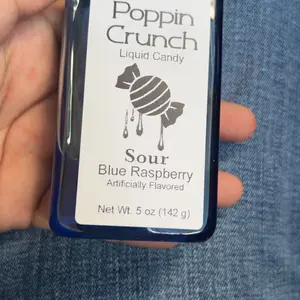 Poppin
Crunch
Liquid Candy
Sour
Blue Raspberry
Artificially Flavored
Net Wt. 5 oz (142 g)